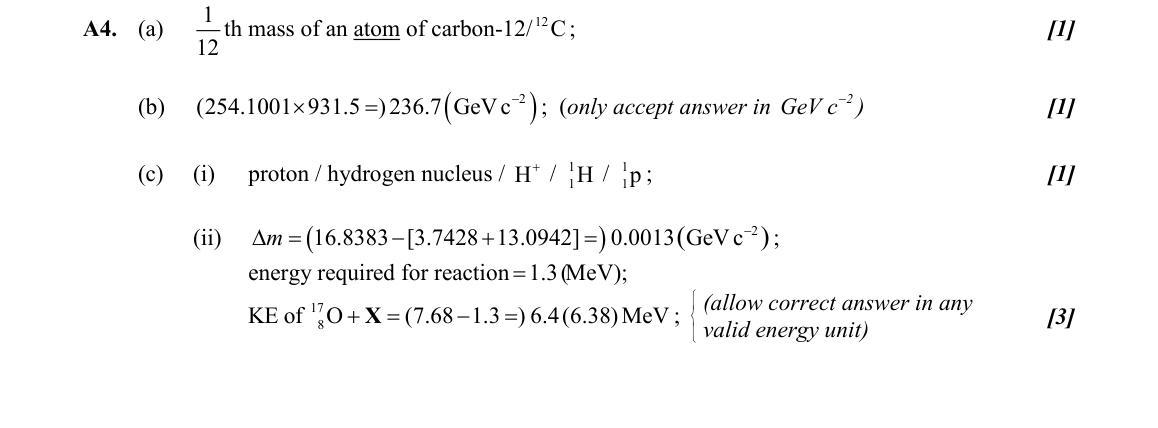 A4. (a) 1/12 th mass of an atom of carbon-12/¹²C; [1]
(b) (254.1001×931.5=)236.7(GeV c⁻²); (only accept answer in GeV c⁻²) [1]
(c) (i) proton / hydrogen nucleus / H⁺ / ¹₁H / ¹₁p; [1]
(ii) Δm = (16.8383−[3.7428+13.0942]=) 0.0013(GeV c⁻²);
energy required for reaction = 1.3(MeV);
KE of ¹⁷₈O + X = (7.68−1.3=) 6.4(6.38) MeV; { (allow correct answer in any
valid energy unit) [3]